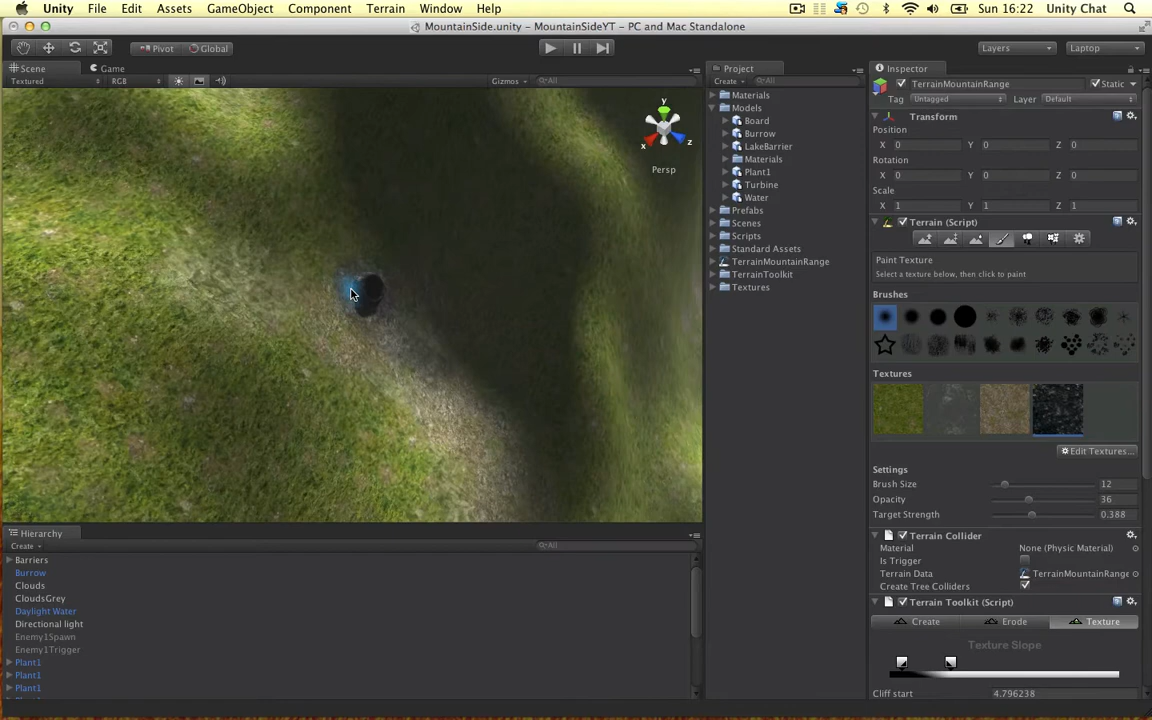 Unity File Edit Assets GameObject Component Terrain Window Help Sun 16:22 Unity Chat
MountainSide.unity – MountainSideYT – PC and Mac Standalone
Pivot Global Layers Laptop
Scene Game
Textured RGB Gizmos All
y
x
z
Persp
Hierarchy
Create All
Barriers
Burrow
Clouds
CloudsGrey
Daylight Water
Directional light
Enemy1Spawn
Enemy1Trigger
Plant1
Plant1
Plant1
Project
Create All
Materials
Models
Board
Burrow
LakeBarrier
Materials
Plant1
Turbine
Water
Prefabs
Scenes
Scripts
Standard Assets
TerrainMountainRange
TerrainToolkit
Textures
Inspector
TerrainMountainRange Static
Tag Untagged Layer Default
Transform
Position
X 0 Y 0 Z 0
Rotation
X 0 Y 0 Z 0
Scale
X 1 Y 1 Z 1
Terrain (Script)
Paint Texture
Select a texture below, then click to paint
Brushes
Textures
Edit Textures...
Settings
Brush Size 12
Opacity 36
Target Strength 0.388
Terrain Collider
Material None (Physic Material)
Is Trigger
Terrain Data TerrainMountainRange
Create Tree Colliders
Terrain Toolkit (Script)
Create Erode Texture
Texture Slope
Cliff start 4.796238